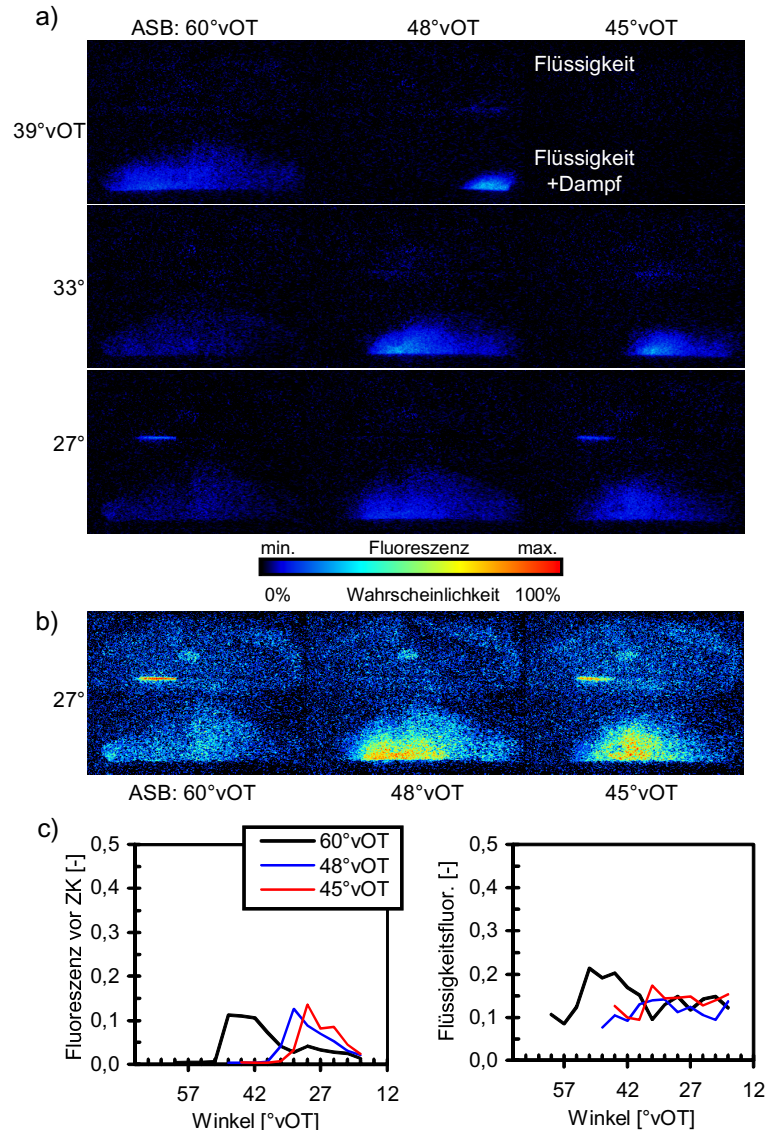 a)
ASB: 60°vOT 48°vOT 45°vOT
Flüssigkeit
39°vOT
Flüssigkeit
+Dampf
33°
27°
min. Fluoreszenz max.
0% Wahrscheinlichkeit 100%
b)
27°
ASB: 60°vOT 48°vOT 45°vOT
c)
60°vOT
48°vOT
45°vOT
Fluoreszenz vor ZK [-]
0,5
0,4
0,3
0,2
0,1
0,0
57 42 27 12
Winkel [°vOT]
Flüssigkeitsfluor. [-]
0,5
0,4
0,3
0,2
0,1
0,0
57 42 27 12
Winkel [°vOT]